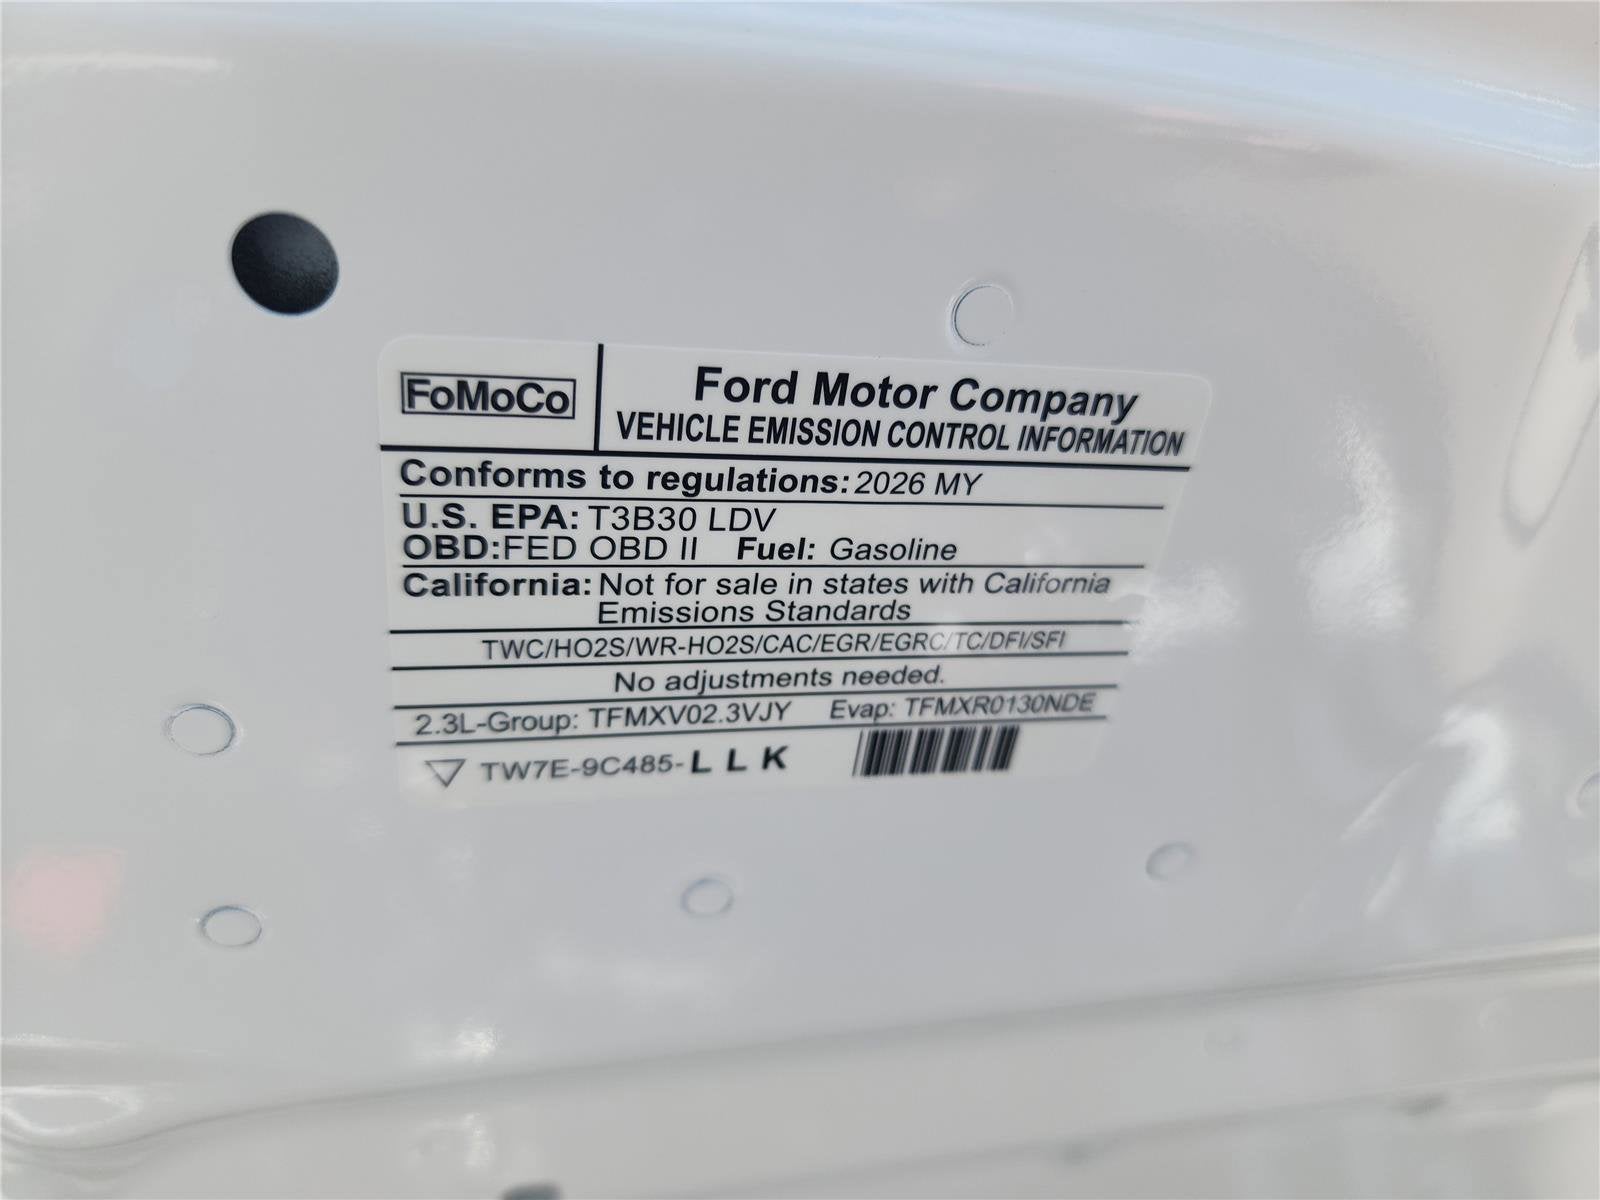 FoMoCo
Ford Motor Company
VEHICLE EMISSION CONTROL INFORMATION
Conforms to regulations: 2026 MY
U.S. EPA: T3B30 LDV
OBD:FED OBD II Fuel: Gasoline
California: Not for sale in states with California
Emissions Standards
TWC/HO2S/WR-HO2S/CAC/EGR/EGRC/TC/DFI/SFI
No adjustments needed.
2.3L-Group: TFMXV02.3VJY Evap: TFMXR0130NDE
TW7E-9C485-L L K